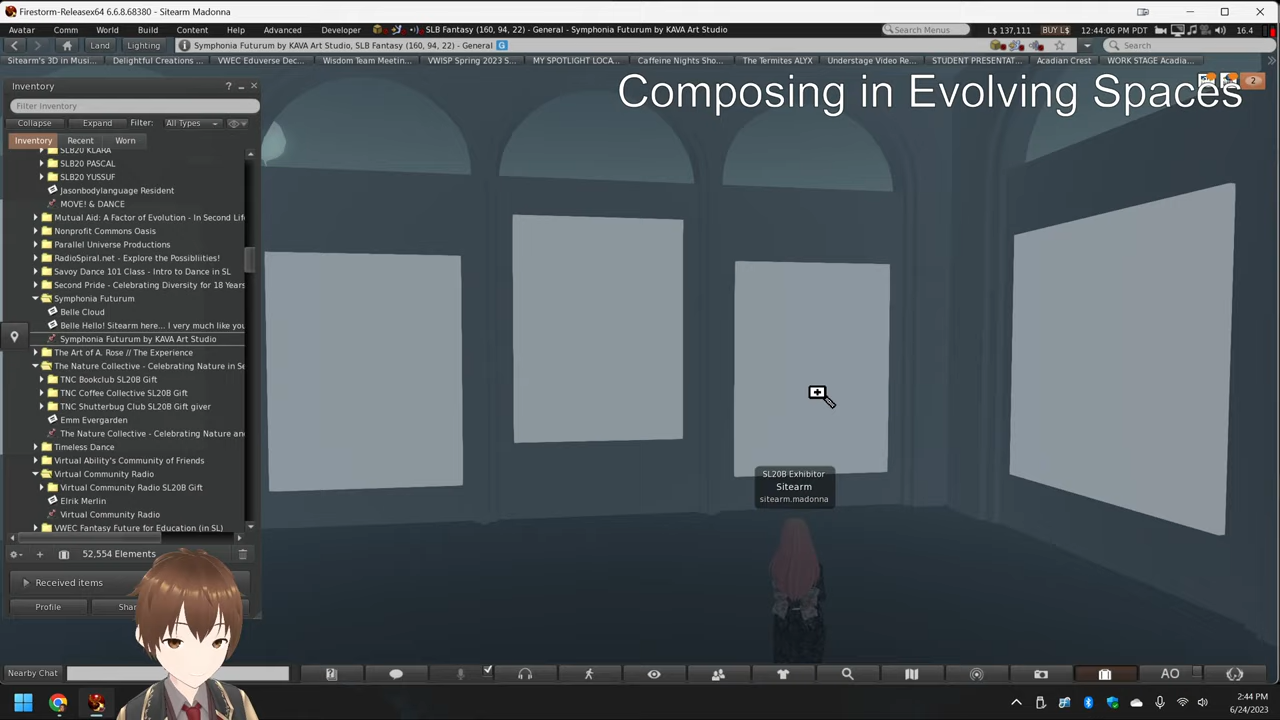 Firestorm-Releasex64 6.6.8.68380 - Sitearm Madonna
Avatar World Comm Content Build Help Advanced Developer SLB Fantasy (160, 94, 22) - General - Symphonia Futurum by KAVA Art Studio L$ 137,111 BUY L$ Search Menus 12:44:06 PM PDT 16.4
Land Lighting Symphonia Futurum by KAVA Art Studio, SLB Fantasy (160, 94, 22) - General G Search
Sitearm's 3D in Musi... Delightful Creations ... VWEC Eduverse Dec... Wisdom Team Meetin... VWISP Spring 2023 S... MY SPOTLIGHT LOCA... Caffeine Nights Sho... The Termites ALYX Understage Video Re... STUDENT PRESENTAT... Acadian Crest WORK STAGE Acadia...
Composing in Evolving Spaces
2
Inventory
Filter Inventory
Collapse Expand Filter: All Types
Inventory Recent Worn
SLB20 KLARA
SLB20 PASCAL
SLB20 YUSSUF
Jasonbodylanguage Resident
MOVE! & DANCE
Mutual Aid: A Factor of Evolution - In Second Life
Nonprofit Commons Oasis
Parallel Universe Productions
RadioSpiral.net - Explore the Possibliities!
Savoy Dance 101 Class - Intro to Dance in SL
Second Pride - Celebrating Diversity for 18 Years
Symphonia Futurum
Belle Cloud
Belle Hello! Sitearm here... I very much like you
Symphonia Futurum by KAVA Art Studio
The Art of A. Rose // The Experience
The Nature Collective - Celebrating Nature in Se
TNC Bookclub SL20B Gift
TNC Coffee Collective SL20B Gift
TNC Shutterbug Club SL20B Gift giver
Emm Evergarden
The Nature Collective - Celebrating Nature and
Timeless Dance
Virtual Ability's Community of Friends
Virtual Community Radio
Virtual Community Radio SL20B Gift
Elrik Merlin
Virtual Community Radio
VWEC Fantasy Future for Education (in SL)
52,554 Elements
Received items
Profile Shar
SL20B Exhibitor
Sitearm
sitearm.madonna
Nearby Chat
AO
2:44 PM
6/24/2023